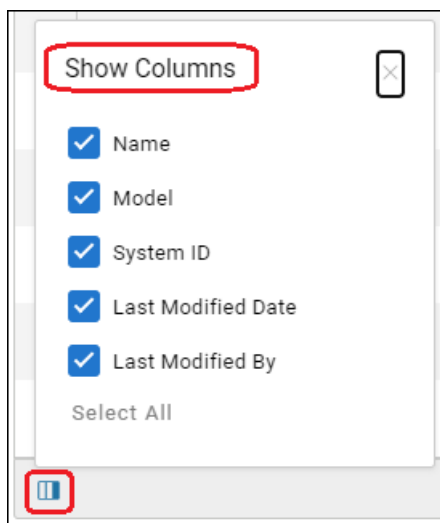 Show Columns
Name
Model
System ID
Last Modified Date
Last Modified By
Select All